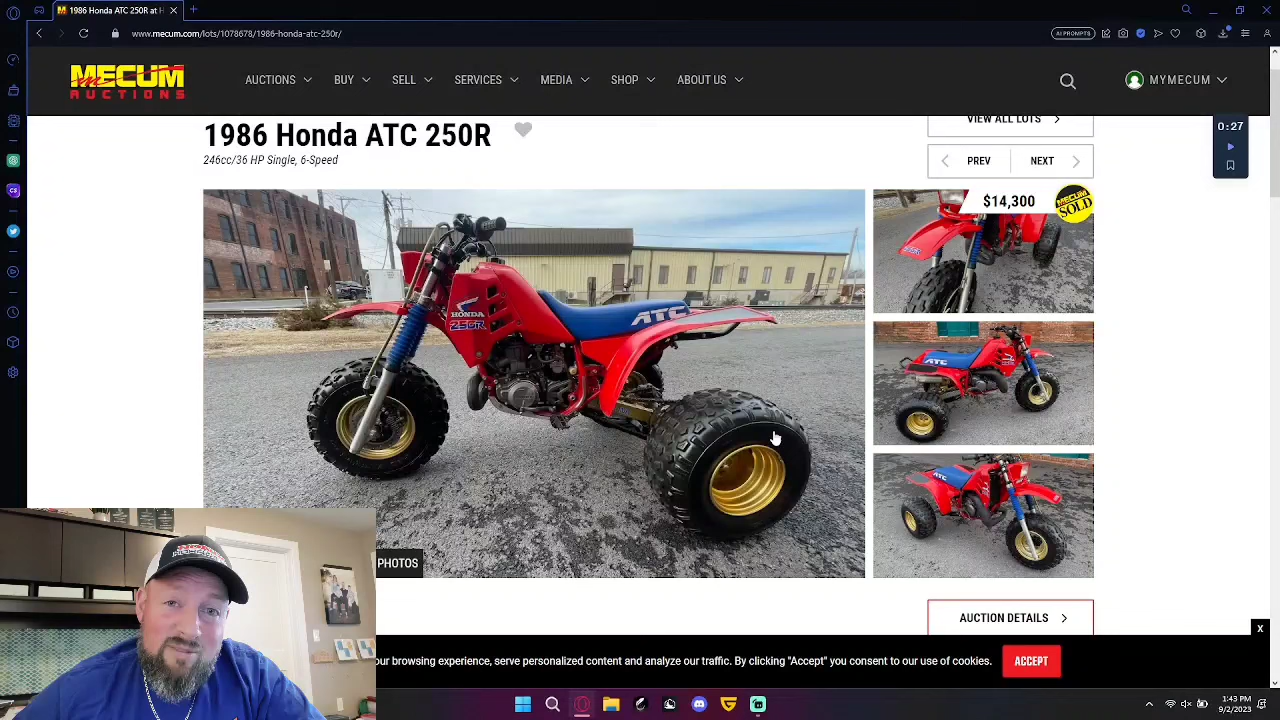 1986 Honda ATC 250R at
www.mecum.com/lots/1078678/1986-honda-atc-250r/
AI PROMPTS
MECUM
AUCTIONS
AUCTIONS
BUY
SELL
SERVICES
MEDIA
SHOP
ABOUT US
MYMECUM
1986 Honda ATC 250R
246cc/36 HP Single, 6-Speed
VIEW ALL LOTS
PREV
NEXT
0:27
$14,300
MECUM
SOLD
HONDA
250R
ATC
ATC
ATC
PHOTOS
AUCTION DETAILS
X
our browsing experience, serve personalized content and analyze our traffic. By clicking "Accept" you consent to our use of cookies.
ACCEPT
1:43 PM
9/2/2023